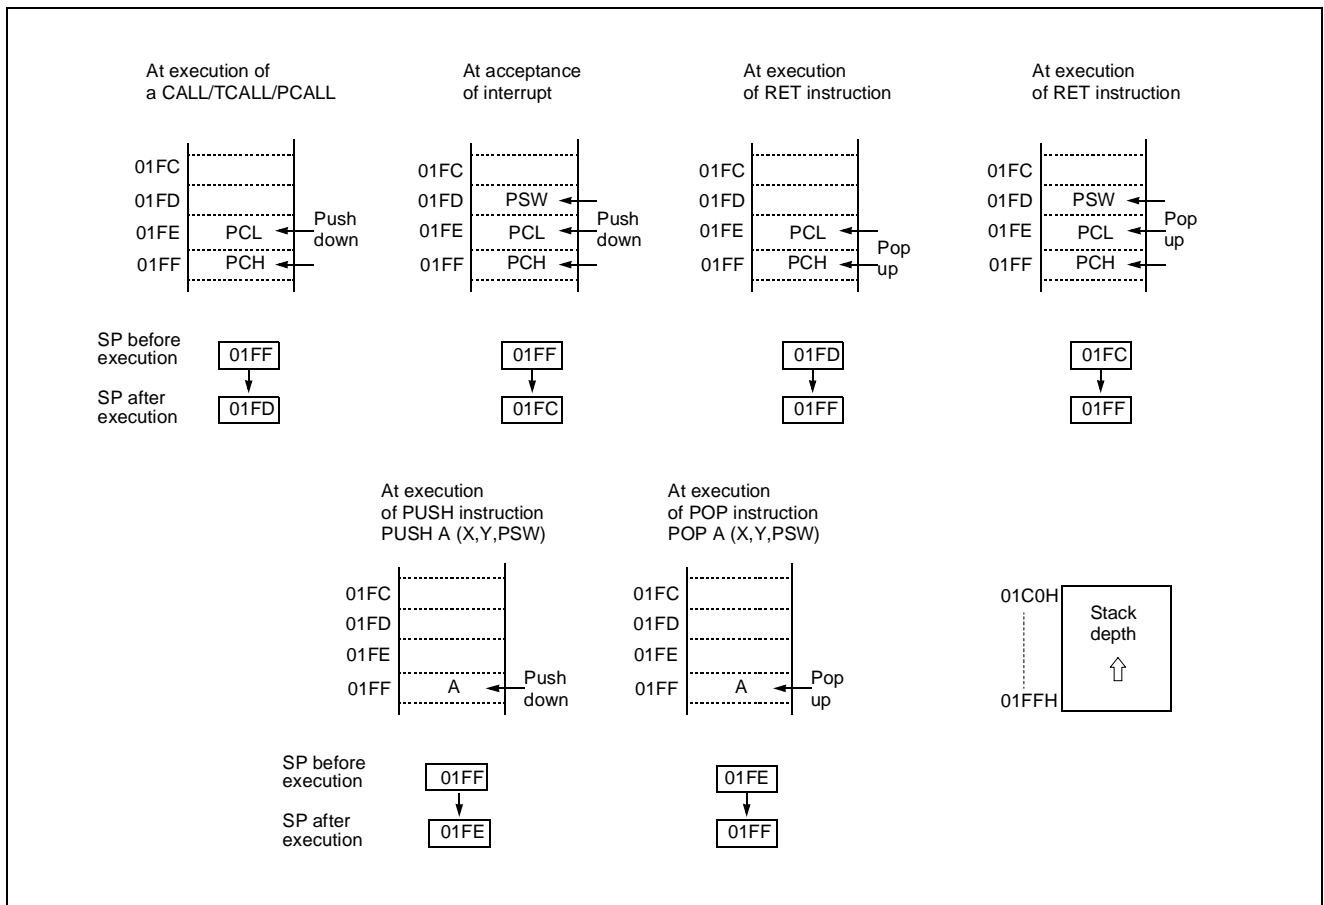 At execution of
a CALL/TCALL/PCALL
01FC
01FD
01FE PCL
01FF PCH
Push
down
SP before
execution
01FF
SP after
execution
01FD
At acceptance
of interrupt
01FC
01FD PSW
01FE PCL
01FF PCH
Push
down
01FF
01FC
At execution
of RET instruction
01FC
01FD
01FE PCL
01FF PCH
Pop
up
01FD
01FF
At execution
of RET instruction
01FC
01FD PSW
01FE PCL
01FF PCH
Pop
up
01FC
01FF
At execution
of PUSH instruction
PUSH A (X,Y,PSW)
01FC
01FD
01FE
01FF A
Push
down
SP before
execution
01FF
SP after
execution
01FE
At execution
of POP instruction
POP A (X,Y,PSW)
01FC
01FD
01FE
01FF A
Pop
up
01FE
01FF
01C0H
01FFH
Stack
depth